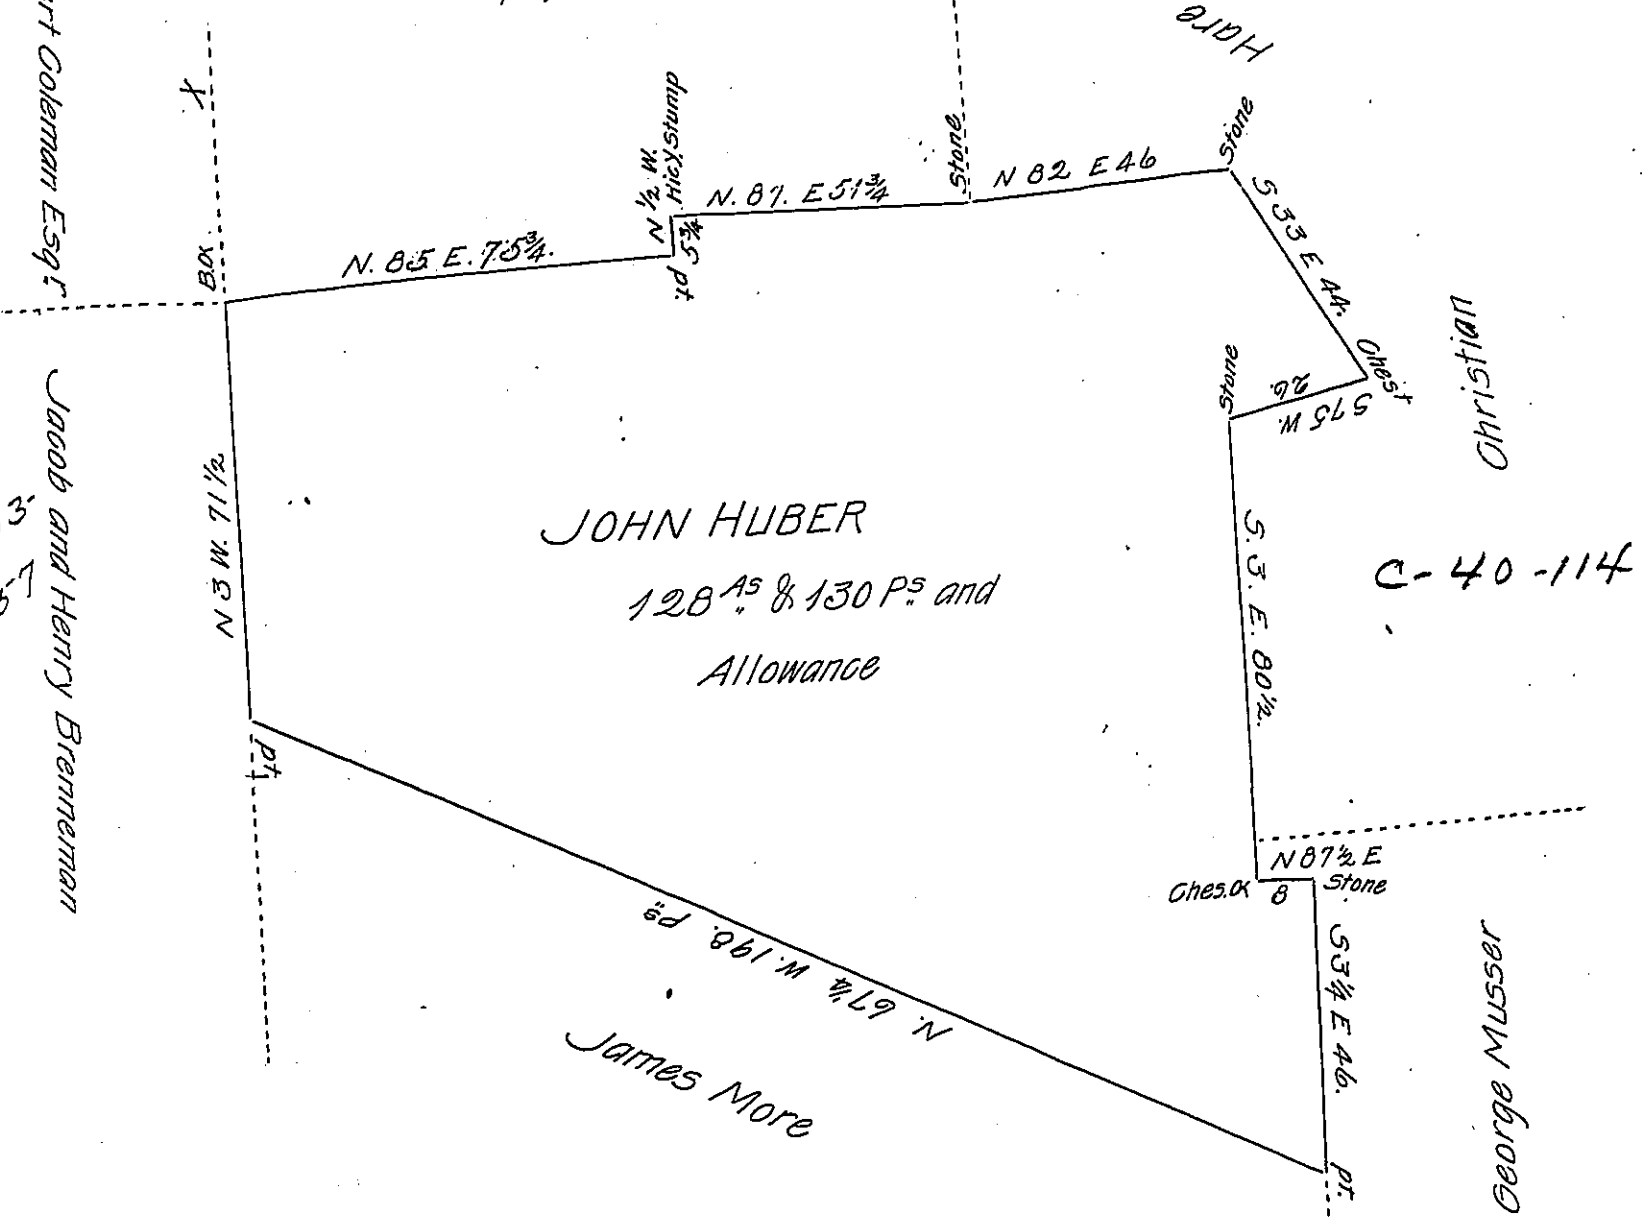 Hare
X
Coleman Esqr
B.O.
N. 85 E. 75¾.
N ½ W.
5¾
Hicy. Stump
pt.
N. 87. E 51¾
Stone
N 82 E 46
Stone
S 33 E 44.
Chest
S 75 W.
26.
Stone
Christian
S. 3. E. 80½.
C-40-114
N 87½ E
8
Ches. O
Stone
S 3¼ E 46.
pt.
George Musser
N. 67¼ W. 198. Ps
James More
pt.
N 3 W. 71½
Jacob and Henry Brenneman
JOHN HUBER
128 As & 130 Ps and
Allowance